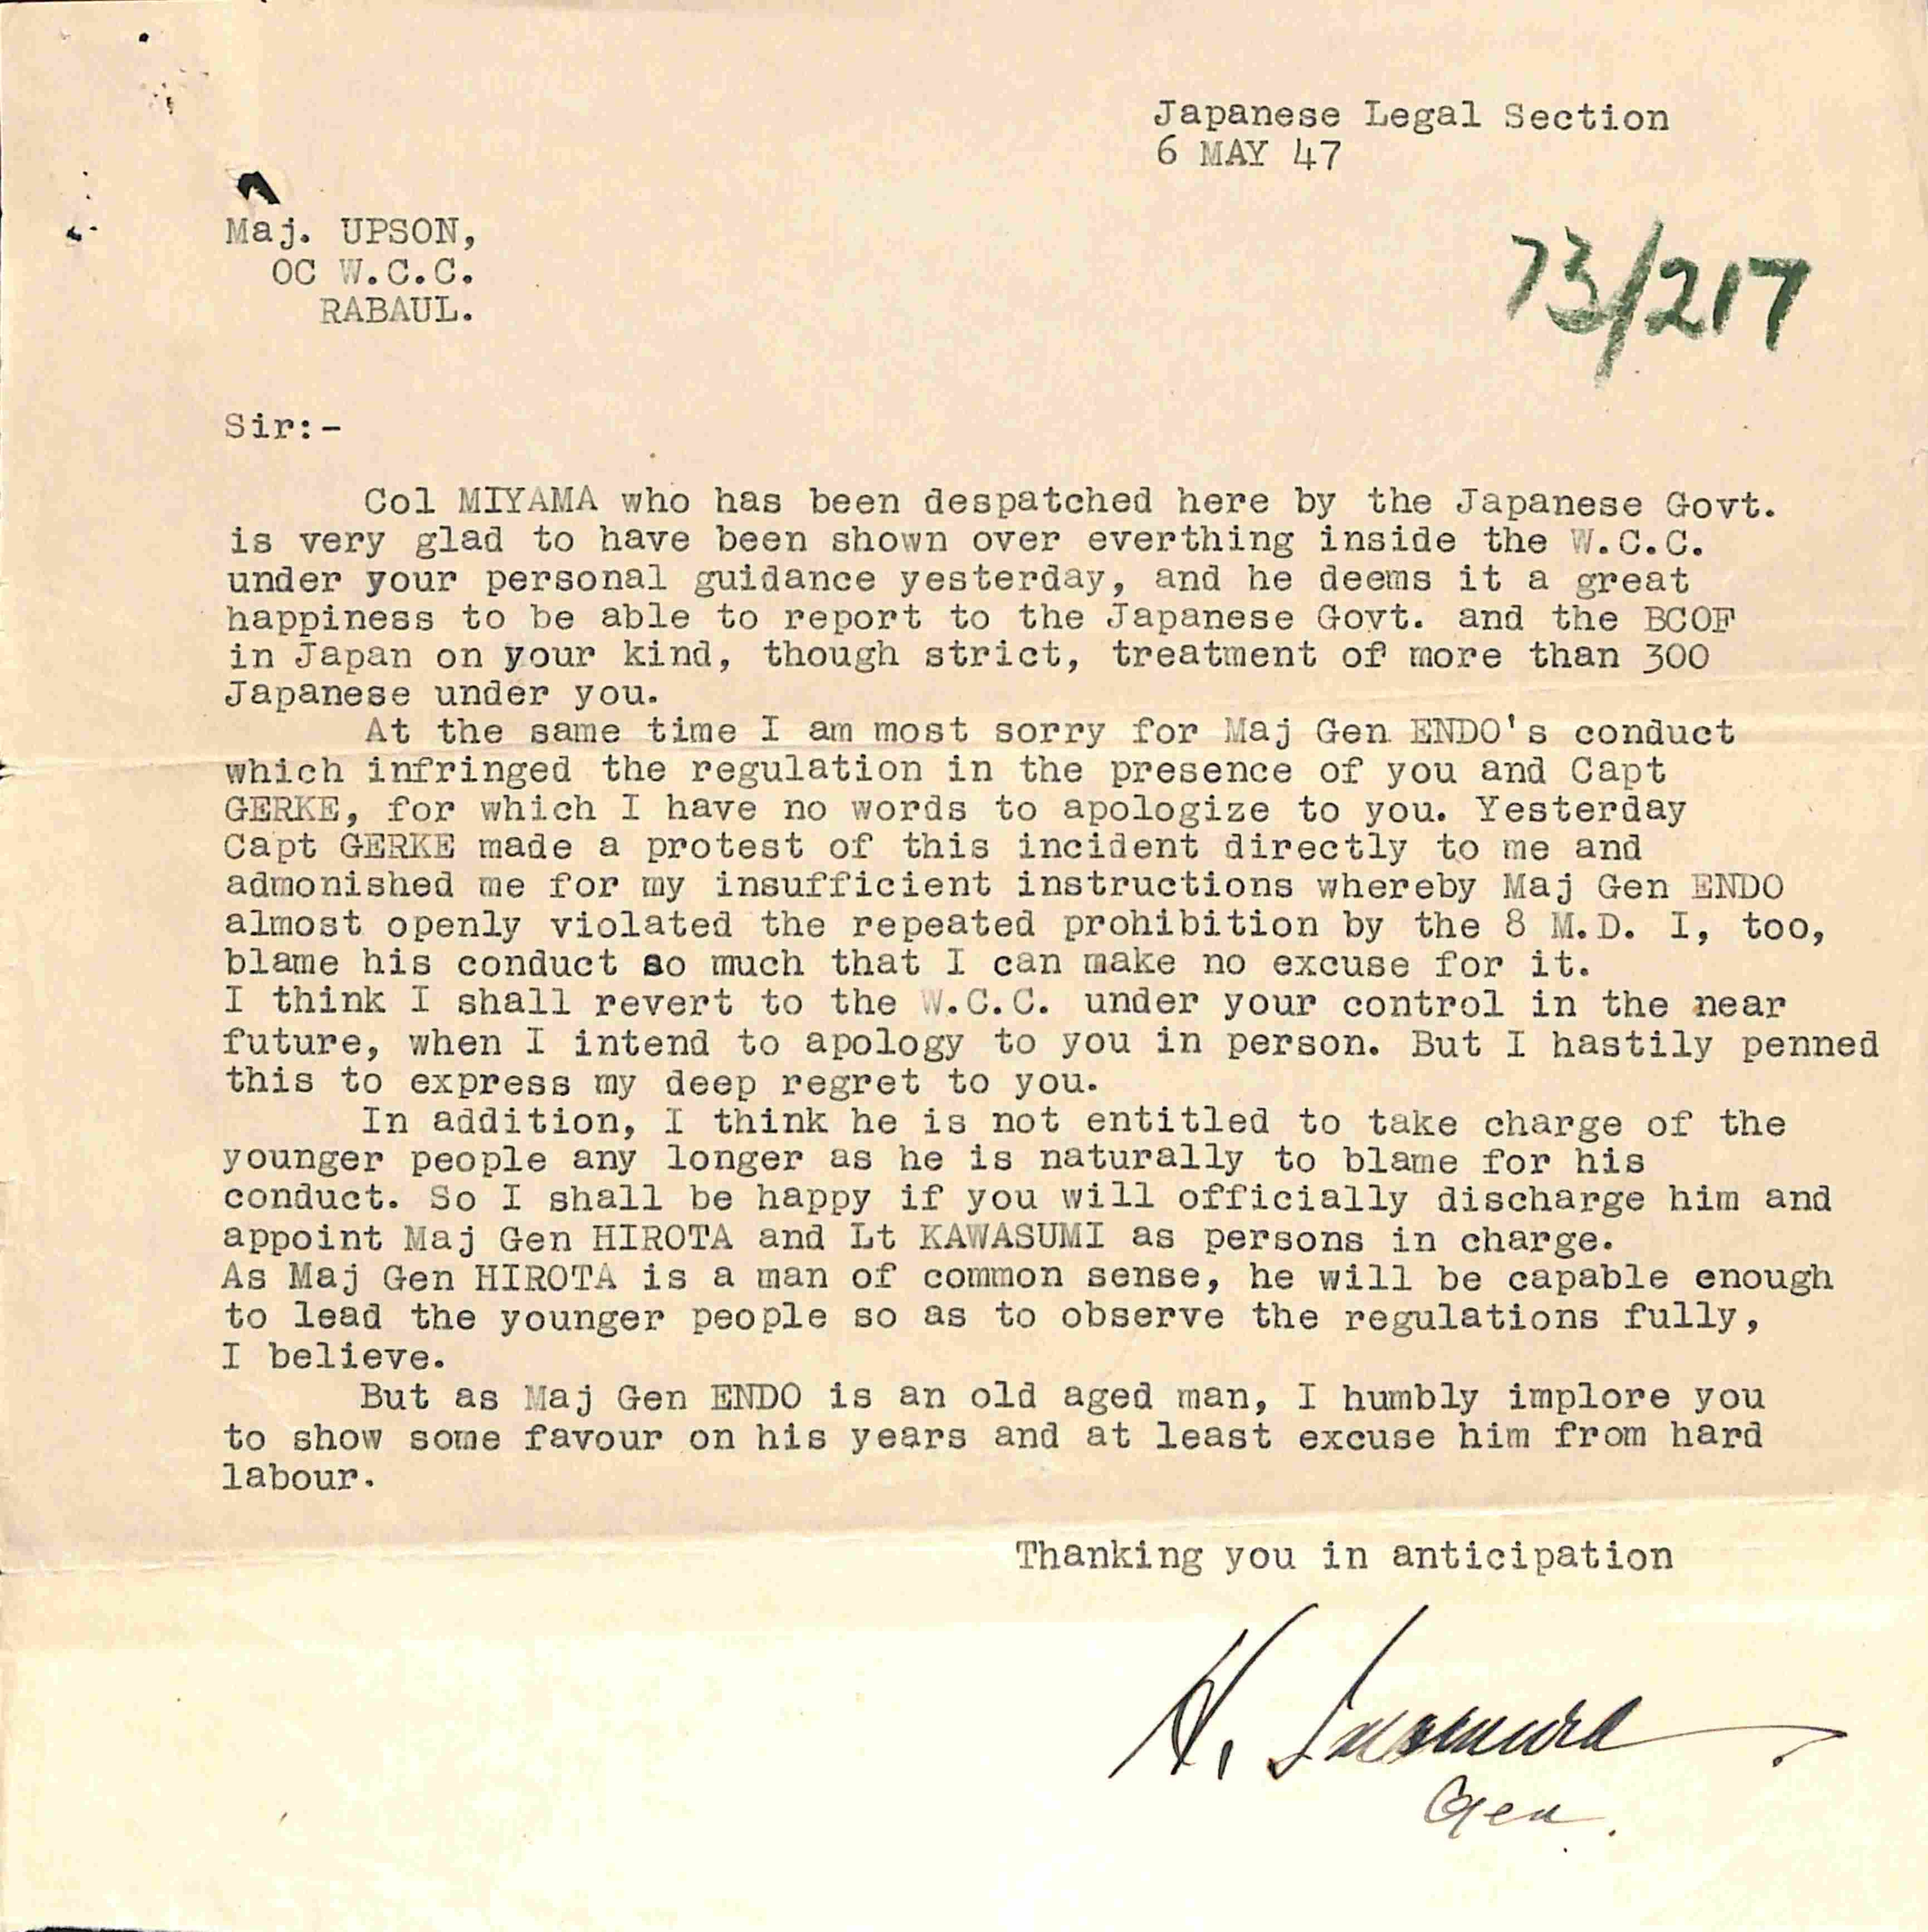 Japanese Legal Section
6 MAY 47
73/217
Maj. UPSON,
OC W.C.C.
RABAUL.
Sir:-
Col MIYAMA who has been despatched here by the Japanese Govt.
is very glad to have been shown over everthing inside the W.C.C.
under your personal guidance yesterday, and he deems it a great
happiness to be able to report to the Japanese Govt. and the BCOF
in Japan on your kind, though strict, treatment of more than 300
Japanese under you.
At the same time I am most sorry for Maj Gen ENDO's conduct
which infringed the regulation in the presence of you and Capt
GERKE, for which I have no words to apologize to you. Yesterday
Capt GERKE made a protest of this incident directly to me and
admonished me for my insufficient instructions whereby Maj Gen ENDO
almost openly violated the repeated prohibition by the 8 M.D. I, too,
blame his conduct so much that I can make no excuse for it.
I think I shall revert to the W.C.C. under your control in the near
future, when I intend to apology to you in person. But I hastily penned
this to express my deep regret to you.
In addition, I think he is not entitled to take charge of the
younger people any longer as he is naturally to blame for his
conduct. So I shall be happy if you will officially discharge him and
appoint Maj Gen HIROTA and Lt KAWASUMI as persons in charge.
As Maj Gen HIROTA is a man of common sense, he will be capable enough
to lead the younger people so as to observe the regulations fully,
I believe.
But as Maj Gen ENDO is an old aged man, I humbly implore you
to show some favour on his years and at least excuse him from hard
labour.
Thanking you in anticipation
H. Imamura
Gen.